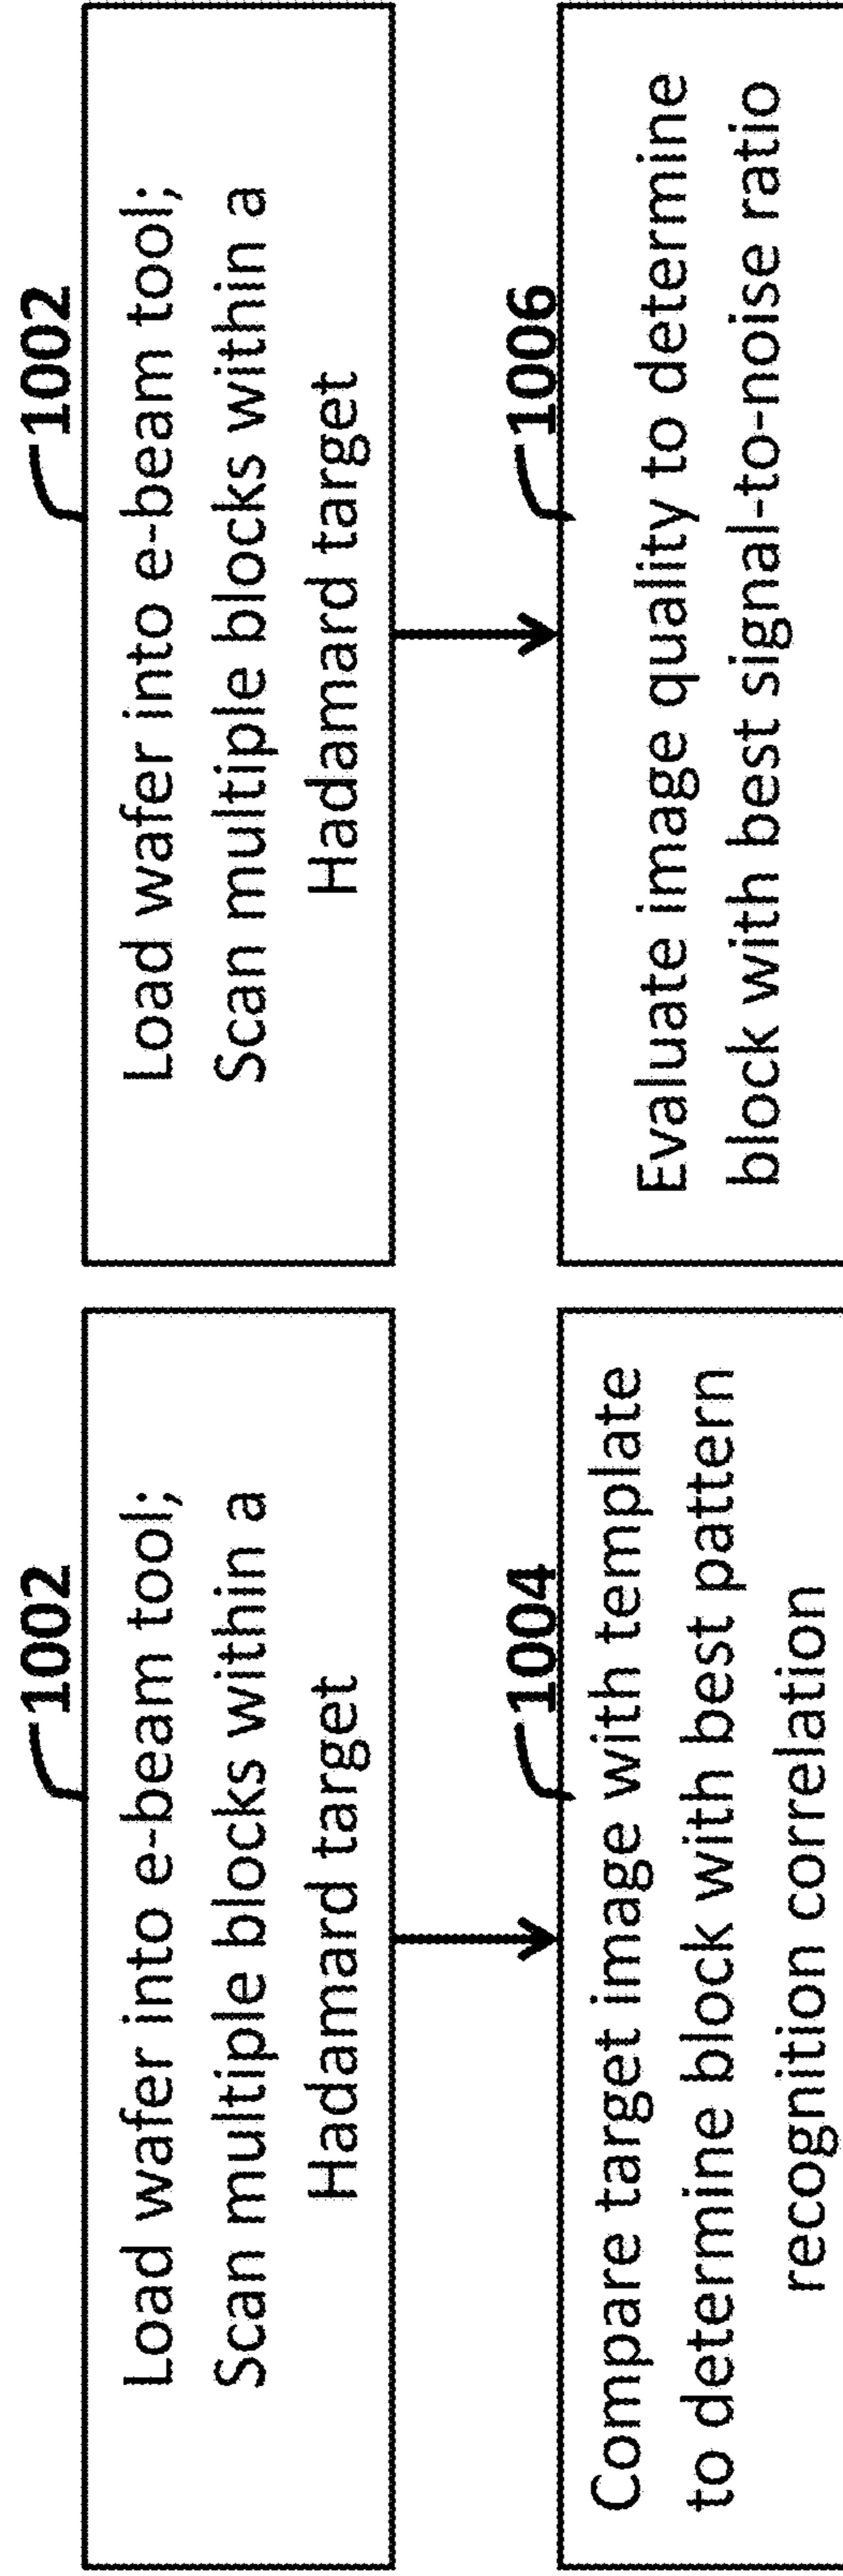 1002
Load wafer into e-beam tool;
Scan multiple blocks within a
Hadamard target
1004
Compare target image with template
to determine block with best pattern
recognition correlation
1002
Load wafer into e-beam tool;
Scan multiple blocks within a
Hadamard target
1006
Evaluate image quality to determine
block with best signal-to-noise ratio